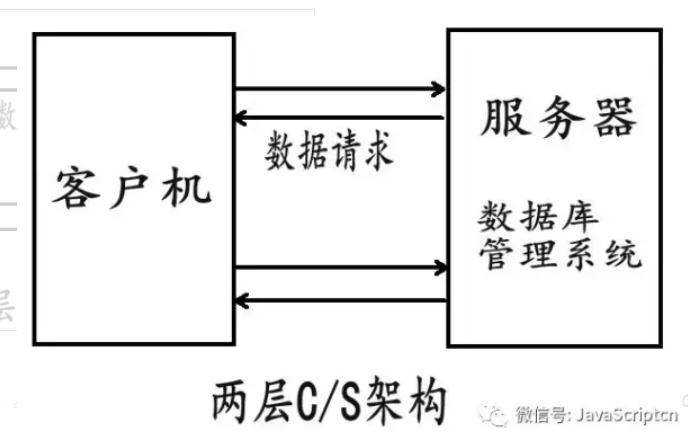 客户机
数据请求
服务器
数据库
管理系统
两层C/S架构
微信号: JavaScriptcn
数
层